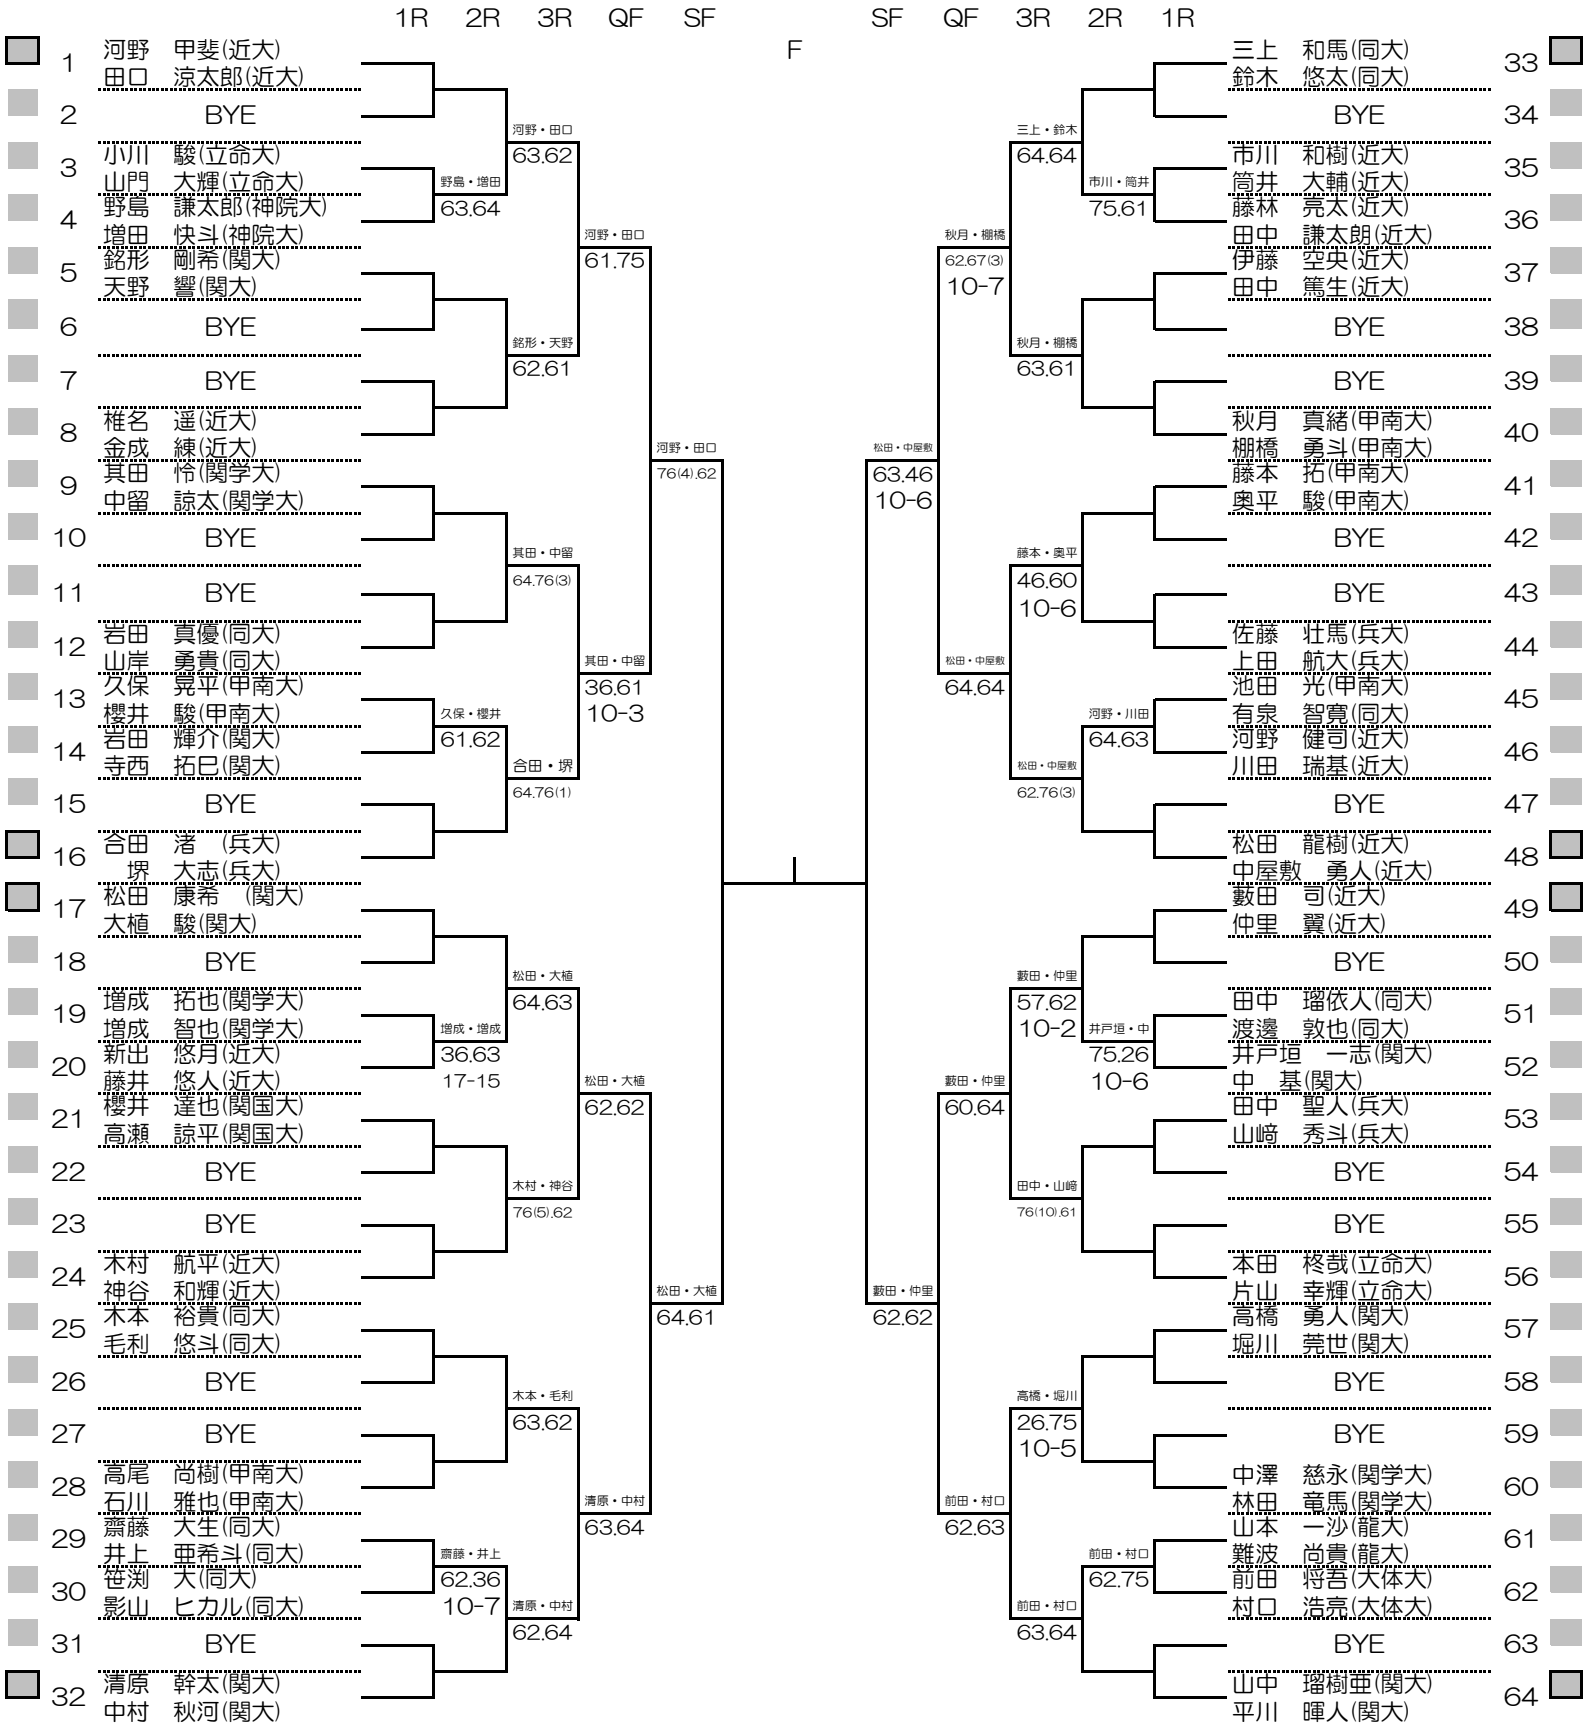 1R 2R 3R QF SF
F
SF QF 3R 2R 1R
1
河野 甲斐(近大)
田口 涼太郎(近大)
2
BYE
3
小川 駿(立命大)
山門 大輝(立命大)
4
野島 謙太郎(神院大)
増田 快斗(神院大)
5
銘形 剛希(関大)
天野 響(関大)
6
BYE
7
BYE
8
椎名 遥(近大)
金成 練(近大)
9
其田 怜(関学大)
中留 諒太(関学大)
10
BYE
11
BYE
12
岩田 真優(同大)
山岸 勇貴(同大)
13
久保 晃平(甲南大)
櫻井 駿(甲南大)
14
岩田 輝介(関大)
寺西 拓巳(関大)
15
BYE
16
合田 渚 (兵大)
堺 大志(兵大)
17
松田 康希 (関大)
大植 駿(関大)
18
BYE
19
増成 拓也(関学大)
増成 智也(関学大)
20
新出 悠月(近大)
藤井 悠人(近大)
21
櫻井 達也(関国大)
高瀬 諒平(関国大)
22
BYE
23
BYE
24
木村 航平(近大)
神谷 和輝(近大)
25
木本 裕貴(同大)
毛利 悠斗(同大)
26
BYE
27
BYE
28
高尾 尚樹(甲南大)
石川 雅也(甲南大)
29
齋藤 大生(同大)
井上 亜希斗(同大)
30
笹渕 大(同大)
影山 ヒカル(同大)
31
BYE
32
清原 幹太(関大)
中村 秋河(関大)
野島・増田
63.64
久保・櫻井
61.62
増成・増成
36.63
17-15
齋藤・井上
62.36
10-7
河野・田口
63.62
銘形・天野
62.61
其田・中留
64.76(3)
合田・堺
64.76(1)
松田・大植
64.63
木村・神谷
76(5).62
木本・毛利
63.62
清原・中村
62.64
河野・田口
61.75
其田・中留
36.61
10-3
松田・大植
62.62
清原・中村
63.64
河野・田口
76(4).62
松田・大植
64.61
松田・中屋敷
63.46
10-6
藪田・仲里
62.62
秋月・棚橋
62.67(3)
10-7
松田・中屋敷
64.64
藪田・仲里
60.64
前田・村口
62.63
三上・鈴木
64.64
秋月・棚橋
63.61
藤本・奥平
46.60
10-6
松田・中屋敷
62.76(3)
藪田・仲里
57.62
10-2
田中・山﨑
76(10).61
高橋・堀川
26.75
10-5
前田・村口
63.64
市川・筒井
75.61
河野・川田
64.63
井戸垣・中
75.26
10-6
前田・村口
62.75
三上 和馬(同大)
鈴木 悠太(同大)
33
BYE
34
市川 和樹(近大)
筒井 大輔(近大)
35
藤林 亮太(近大)
田中 謙太朗(近大)
36
伊藤 空央(近大)
田中 篤生(近大)
37
BYE
38
BYE
39
秋月 真緒(甲南大)
棚橋 勇斗(甲南大)
40
藤本 拓(甲南大)
奥平 駿(甲南大)
41
BYE
42
BYE
43
佐藤 壮馬(兵大)
上田 航大(兵大)
44
池田 光(甲南大)
有泉 智寛(同大)
45
河野 健司(近大)
川田 瑞基(近大)
46
BYE
47
松田 龍樹(近大)
中屋敷 勇人(近大)
48
藪田 司(近大)
仲里 翼(近大)
49
BYE
50
田中 瑠依人(同大)
渡邊 敦也(同大)
51
井戸垣 一志(関大)
中 基(関大)
52
田中 聖人(兵大)
山﨑 秀斗(兵大)
53
BYE
54
BYE
55
本田 柊哉(立命大)
片山 幸輝(立命大)
56
高橋 勇人(関大)
堀川 莞世(関大)
57
BYE
58
BYE
59
中澤 慈永(関学大)
林田 竜馬(関学大)
60
山本 一沙(龍大)
難波 尚貴(龍大)
61
前田 将吾(大体大)
村口 浩亮(大体大)
62
BYE
63
山中 瑠樹亜(関大)
平川 暉人(関大)
64